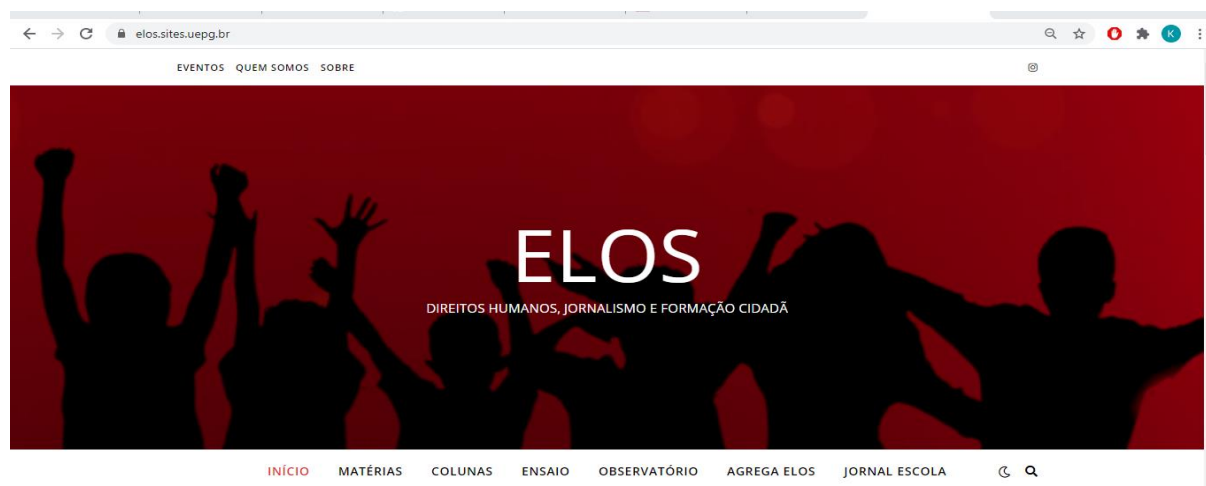 elos.sites.uepg.br
K
EVENTOS QUEM SOMOS SOBRE
ELOS
DIREITOS HUMANOS, JORNALISMO E FORMAÇÃO CIDADÃ
INÍCIO MATÉRIAS COLUNAS ENSAIO OBSERVATÓRIO AGREGA ELOS JORNAL ESCOLA